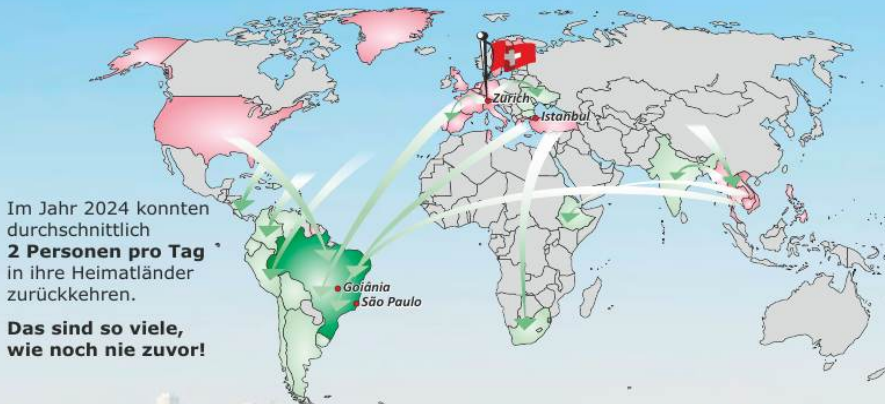 Zürich
Istanbul
Im Jahr 2024 konnten
durchschnittlich
2 Personen pro Tag
in ihre Heimatländer
zurückkehren.
Goiânia
São Paulo
Das sind so viele,
wie noch nie zuvor!